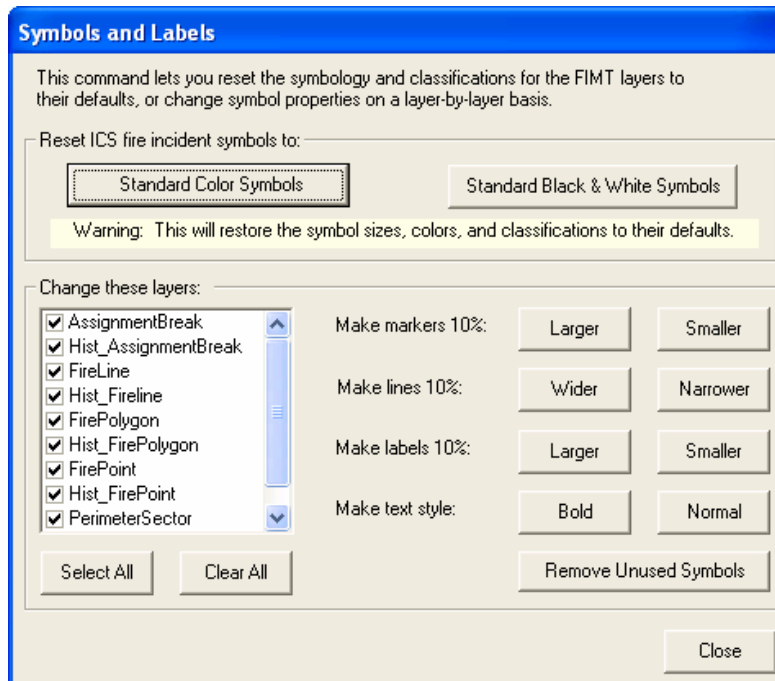 Symbols and Labels
This command lets you reset the symbology and classifications for the FIMT layers to
their defaults, or change symbol properties on a layer-by-layer basis.
Reset ICS fire incident symbols to:
Standard Color Symbols
Standard Black & White Symbols
Warning: This will restore the symbol sizes, colors, and classifications to their defaults.
Change these layers:
AssignmentBreak
Hist_AssignmentBreak
FireLine
Hist_Fireline
FirePolygon
Hist_FirePolygon
FirePoint
Hist_FirePoint
PerimeterSector
Make markers 10%: Larger Smaller
Make lines 10%: Wider Narrower
Make labels 10%: Larger Smaller
Make text style: Bold Normal
Select All Clear All
Remove Unused Symbols
Close